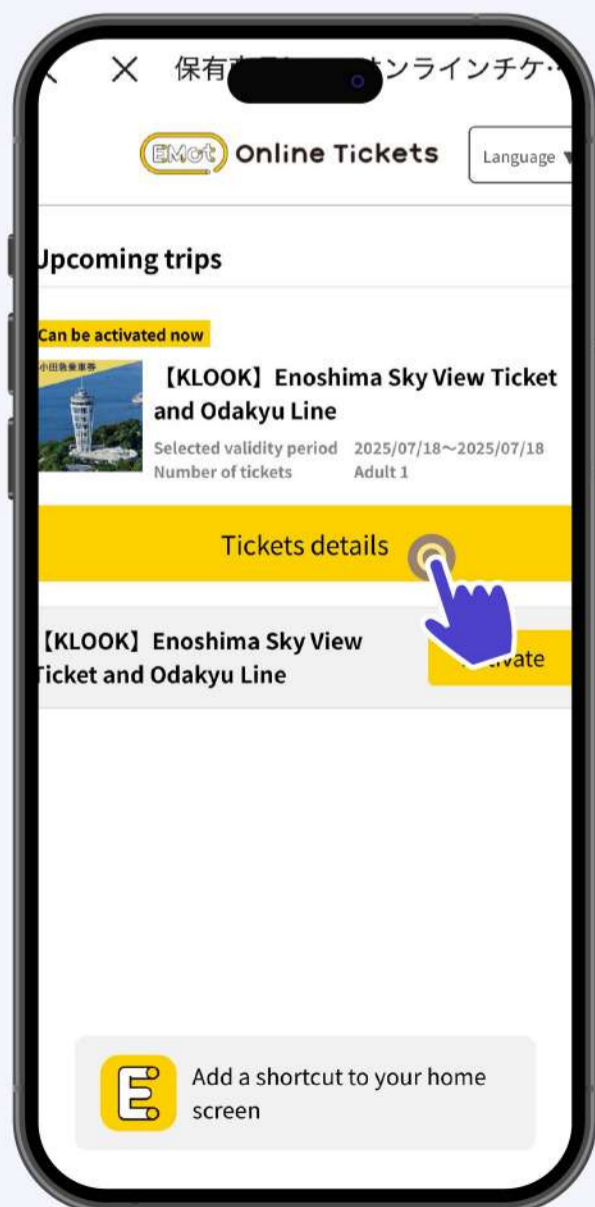 保有 ンラインチケ…
EMot Online Tickets
Language ▼
Upcoming trips
Can be activated now
小田急乗車券
【KLOOK】Enoshima Sky View Ticket
and Odakyu Line
Selected validity period 2025/07/18~2025/07/18
Number of tickets Adult 1
Tickets details
【KLOOK】Enoshima Sky View
Ticket and Odakyu Line
E
Add a shortcut to your home
screen